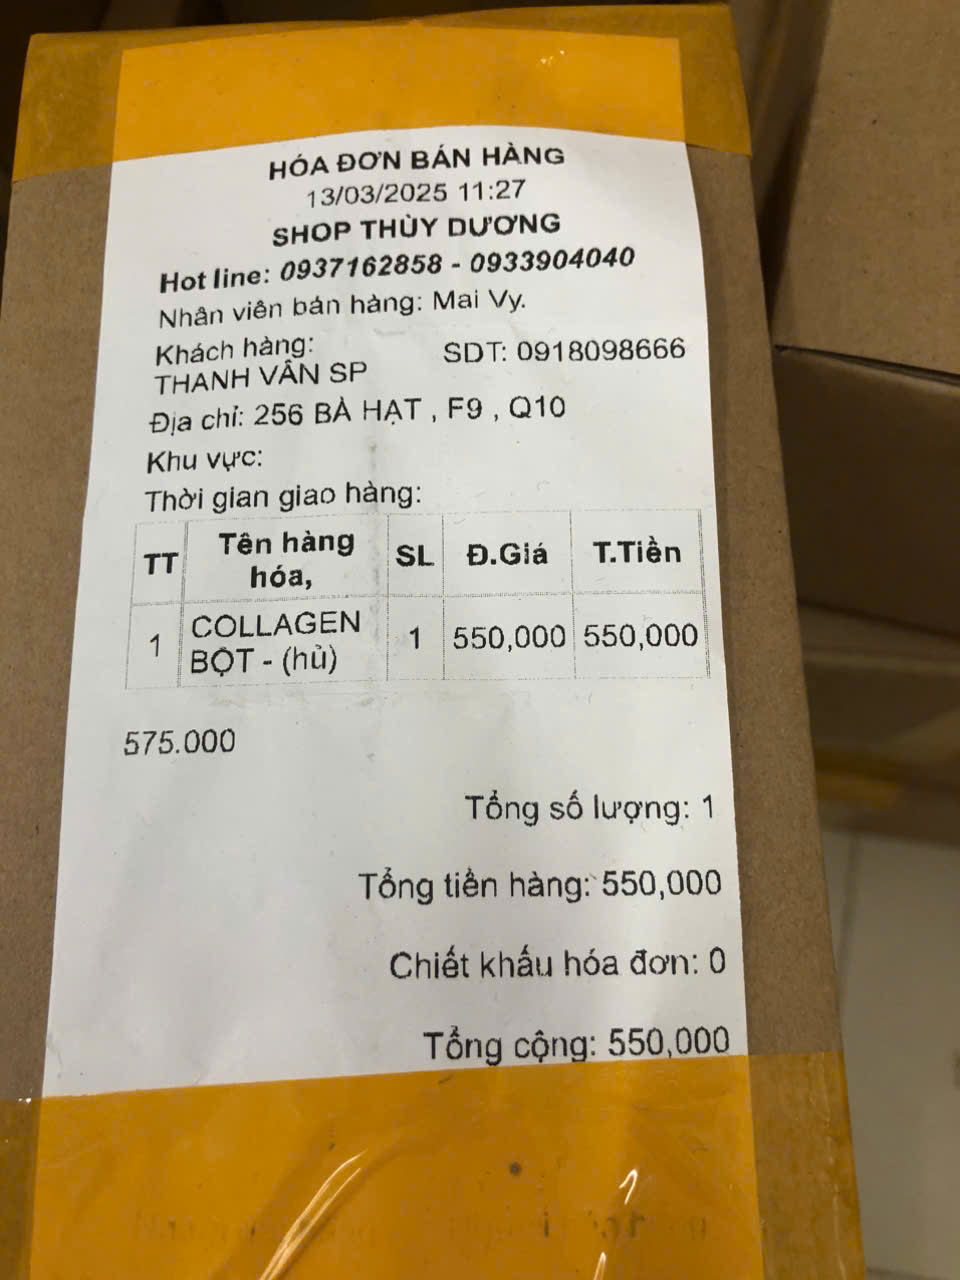 HÓA ĐƠN BÁN HÀNG
13/03/2025 11:27
SHOP THÙY DƯƠNG
Hot line: 0937162858 - 0933904040
Nhân viên bán hàng: Mai Vy.
Khách hàng: SDT: 0918098666
THANH VÂN SP
Địa chỉ: 256 BÀ HẠT , F9 , Q10
Khu vực:
Thời gian giao hàng:
TT Tên hàng hóa, SL Đ.Giá T.Tiền
1 COLLAGEN BỘT - (hủ) 1 550,000 550,000
575.000
Tổng số lượng: 1
Tổng tiền hàng: 550,000
Chiết khấu hóa đơn: 0
Tổng cộng: 550,000